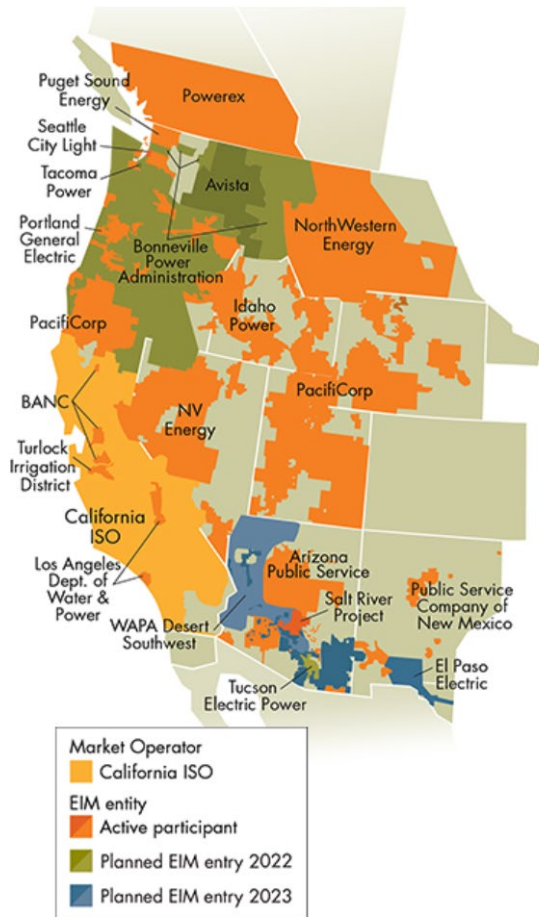 Powerex
Puget Sound
Energy
Seattle
City Light
Tacoma
Power
Avista
NorthWestern
Energy
Portland
General
Electric
Bonneville
Power
Administration
Idaho
Power
PacifiCorp
PacifiCorp
BANC
NV
Energy
Turlock
Irrigation
District
California
ISO
Los Angeles
Dept. of
Water &
Power
Arizona
Public Service
Salt River
Project
Public Service
Company of
New Mexico
WAPA Desert
Southwest
Tucson
Electric Power
El Paso
Electric
Market Operator
California ISO
EIM entity
Active participant
Planned EIM entry 2022
Planned EIM entry 2023